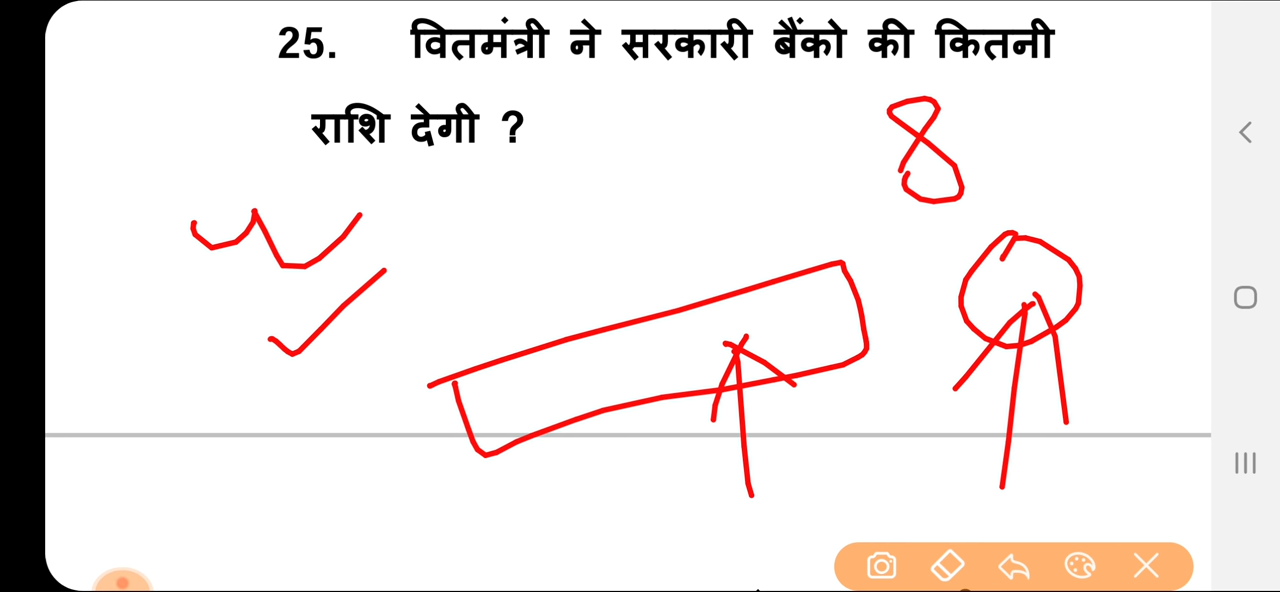 25. वितमंत्री ने सरकारी बैंको की कितनी
राशि देगी ?
8